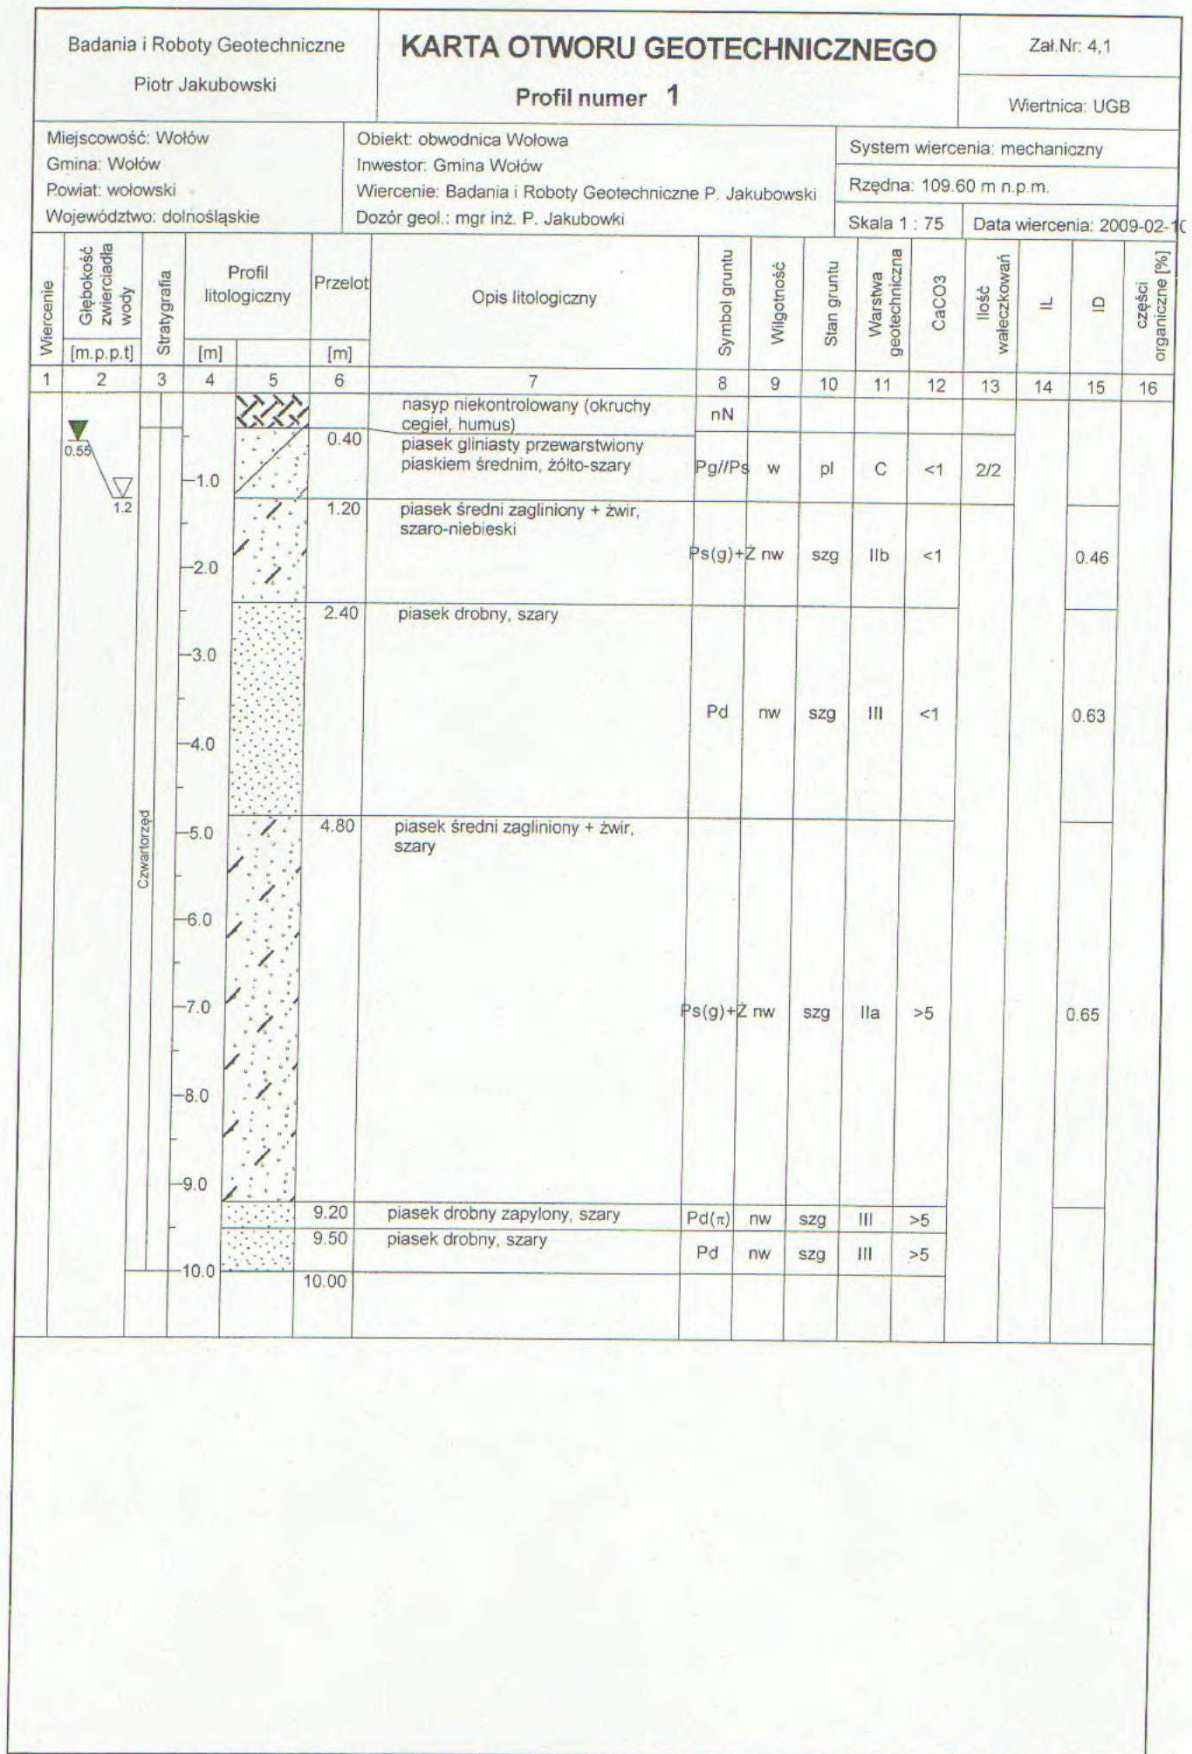 Badania i Roboty Geotechniczne
Piotr Jakubowski
KARTA OTWORU GEOTECHNICZNEGO
Profil numer 1
Zał.Nr: 4,1
Wiertnica: UGB
Miejscowość: Wołów
Gmina: Wołów
Powiat: wołowski
Województwo: dolnośląskie
Obiekt: obwodnica Wołowa
Inwestor: Gmina Wołów
Wiercenie: Badania i Roboty Geotechniczne P. Jakubowski
Dozór geol.: mgr inż. P. Jakubowki
System wiercenia: mechaniczny
Rzędna: 109.60 m n.p.m.
Skala 1 : 75
Data wiercenia: 2009-02-10
Wiercenie
Głębokość zwierciadła wody
[m.p.p.t]
Stratygrafia
Profil litologiczny
[m]
Przelot
[m]
Opis litologiczny
Symbol gruntu
Wilgotność
Stan gruntu
Warstwa geotechniczna
CaCO3
Ilość wałeczkowań
IL
ID
części organiczne [%]
1 2 3 4 5 6 7 8 9 10 11 12 13 14 15 16
nasyp niekontrolowany (okruchy
cegieł, humus)
nN
0.55
1.2
0.40
piasek gliniasty przewarstwiony
piaskiem średnim, żółto-szary
Pg//Ps w pl C <1 2/2
1.0
1.20
piasek średni zagliniony + żwir,
szaro-niebieski
Ps(g)+Ż nw szg IIb <1 0.46
2.0
2.40
piasek drobny, szary
3.0
Pd nw szg III <1 0.63
4.0
4.80
piasek średni zagliniony + żwir,
szary
5.0
Czwartorzęd
6.0
7.0
Ps(g)+Ż nw szg IIa >5 0.65
8.0
9.0
9.20
piasek drobny zapylony, szary
Pd(π) nw szg III >5
9.50
piasek drobny, szary
Pd nw szg III >5
10.0
10.00